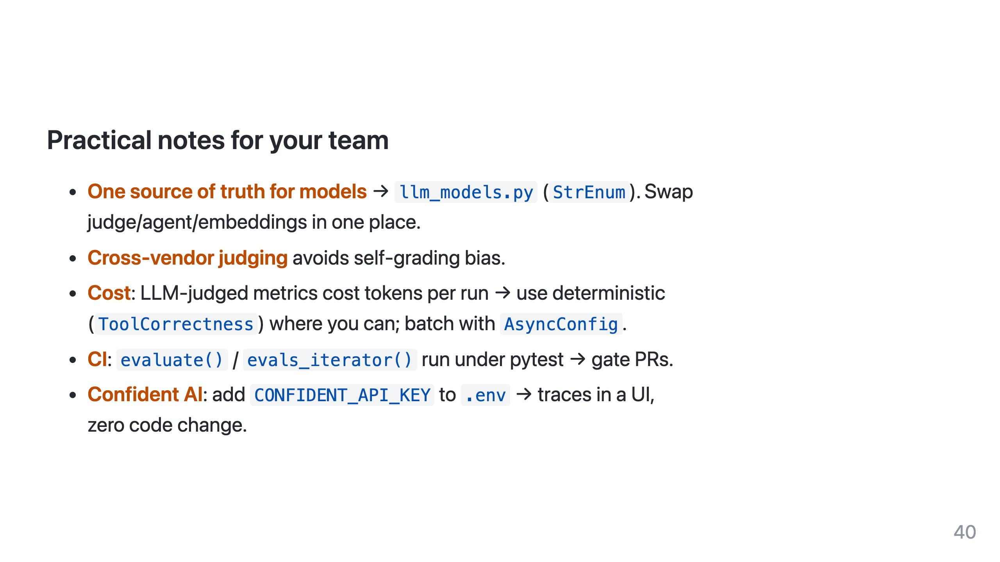 Practical notes for your team
• One source of truth for models → llm_models.py (StrEnum). Swap
judge/agent/embeddings in one place.
• Cross-vendor judging avoids self-grading bias.
• Cost: LLM-judged metrics cost tokens per run → use deterministic
(ToolCorrectness) where you can; batch with AsyncConfig.
• CI: evaluate() / evals_iterator() run under pytest → gate PRs.
• Confident AI: add CONFIDENT_API_KEY to .env → traces in a UI,
zero code change.
40